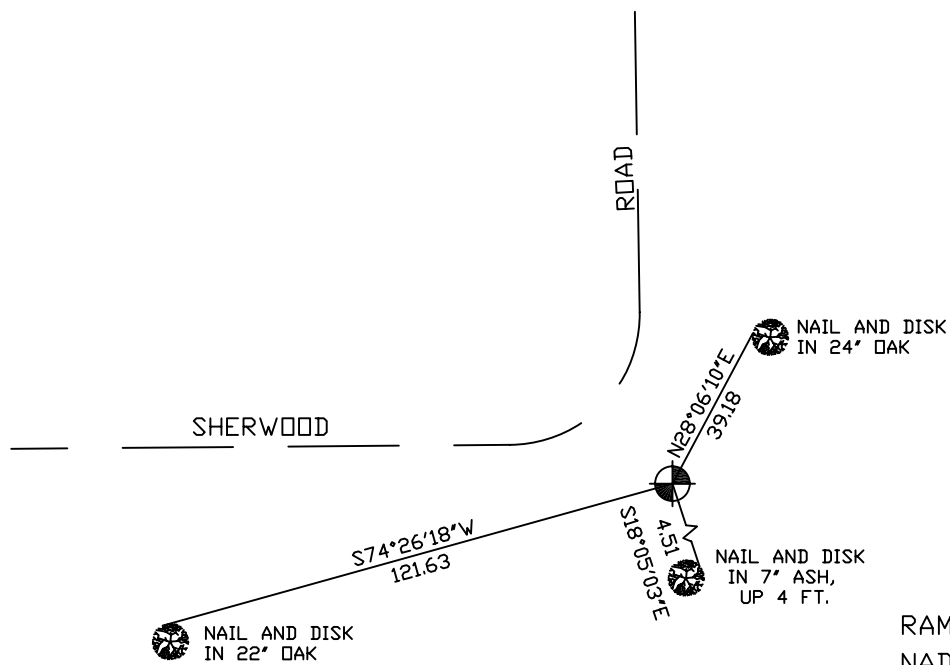 ROAD
NAIL AND DISK
IN 24" OAK
N28°06'10"E
39.18
SHERWOOD
S74°26'18"W
121.63
S18°05'03"E
4.51
NAIL AND DISK
IN 7" ASH,
UP 4 FT.
NAIL AND DISK
IN 22" OAK
RAM
NAD